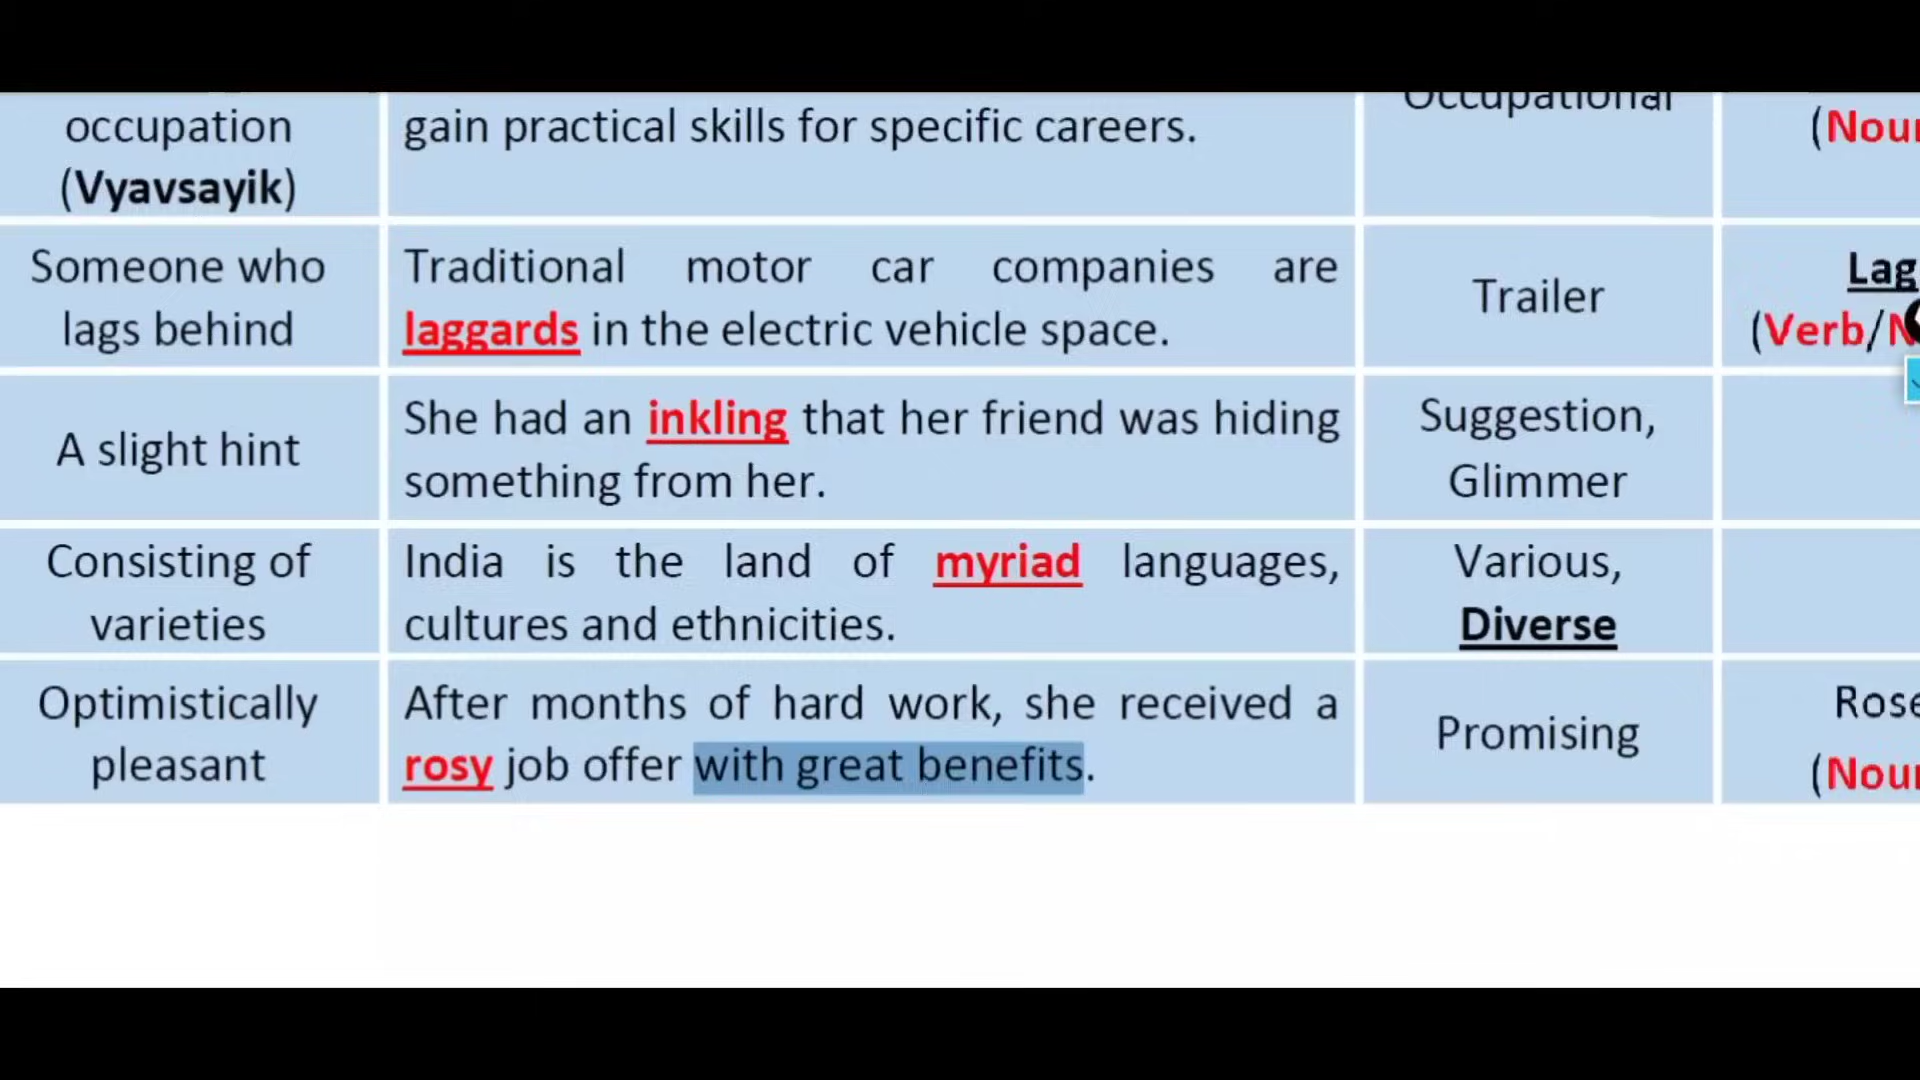 occupation
(Vyavsayik)
gain practical skills for specific careers.
Occupational
(Noun
Someone who
lags behind
Traditional motor car companies are
laggards in the electric vehicle space.
Trailer
Lag
(Verb/N
A slight hint
She had an inkling that her friend was hiding
something from her.
Suggestion,
Glimmer
Consisting of
varieties
India is the land of myriad languages,
cultures and ethnicities.
Various,
Diverse
Optimistically
pleasant
After months of hard work, she received a
rosy job offer with great benefits.
Promising
Rose
(Noun